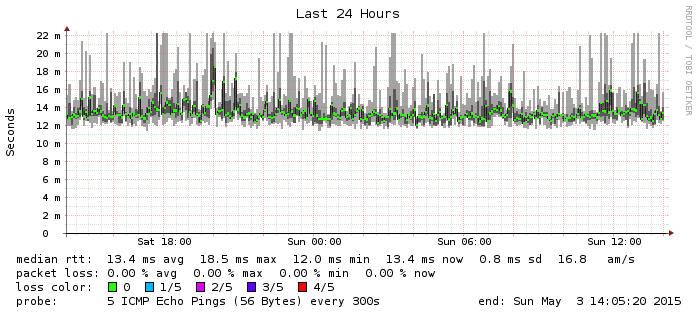 Last 24 Hours
RRDTOOL / TOBI OETIKER
Seconds
22 m
20 m
18 m
16 m
14 m
12 m
10 m
8 m
6 m
4 m
2 m
0
Sat 18:00 Sun 00:00 Sun 06:00 Sun 12:00
median rtt: 13.4 ms avg 18.5 ms max 12.0 ms min 13.4 ms now 0.8 ms sd 16.8 am/s
packet loss: 0.00 % avg 0.00 % max 0.00 % min 0.00 % now
loss color: 0 1/5 2/5 3/5 4/5
probe: 5 ICMP Echo Pings (56 Bytes) every 300s end: Sun May 3 14:05:20 2015